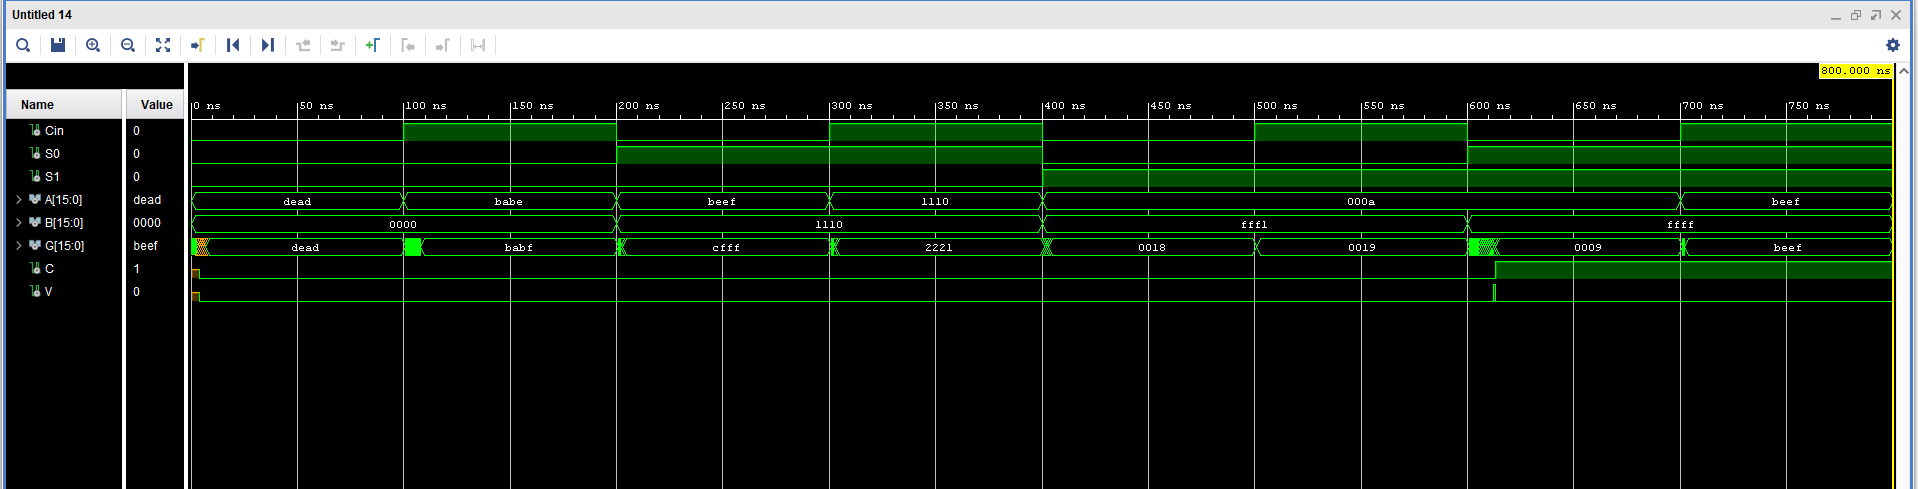 Untitled 14
800.000 ns
Name Value
0 ns 50 ns 100 ns 150 ns 200 ns 250 ns 300 ns 350 ns 400 ns 450 ns 500 ns 550 ns 600 ns 650 ns 700 ns 750 ns
Cin 0
S0 0
S1 0
A[15:0] dead dead babe beef 1110 000a beef
B[15:0] 0000 0000 1110 fff1 ffff
G[15:0] beef dead babf cfff 2221 0018 0019 0009 beef
C 1
V 0